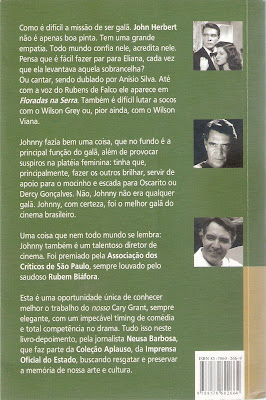 Como é difícil a missão de ser galã. John Herbert
não é apenas boa pinta. Tem uma grande
empatia. Todo mundo confia nele, acredita nele.
Pensa que é fácil fazer par para Eliana, cada vez
que ela levantava aquela sobrancelha?
Ou cantar, sendo dublado por Anísio Silva. Até
com a voz do Rubens de Falco ele aparece em
Floradas na Serra. Também é difícil lutar a socos
com o Wilson Grey ou, pior ainda, com o Wilson
Viana.
Johnny fazia bem uma coisa, que no fundo é a
principal função do galã, além de provocar
suspiros na platéia feminina: tinha que,
principalmente, fazer os outros brilhar, servir
de apoio para o mocinho e escada para Oscarito ou
Dercy Gonçalves. Não, Johnny não era qualquer
galã. Johnny, com certeza, foi o melhor galã do
cinema brasileiro.
Uma coisa que nem todo mundo se lembra:
Johnny também é um talentoso diretor de
cinema. Foi premiado pela Associação dos
Críticos de São Paulo, sempre louvado pelo
saudoso Rubem Biáfora.
Esta é uma oportunidade única de conhecer
melhor o trabalho do nosso Cary Grant, sempre
elegante, com um impecável timing de comédia
e total competência no drama. Tudo isso neste
livro-depoimento, pela jornalista Neusa Barbosa,
que faz parte da Coleção Aplauso, da Imprensa
Oficial do Estado, buscando resgatar e preservar
a memória de nossa arte e cultura.